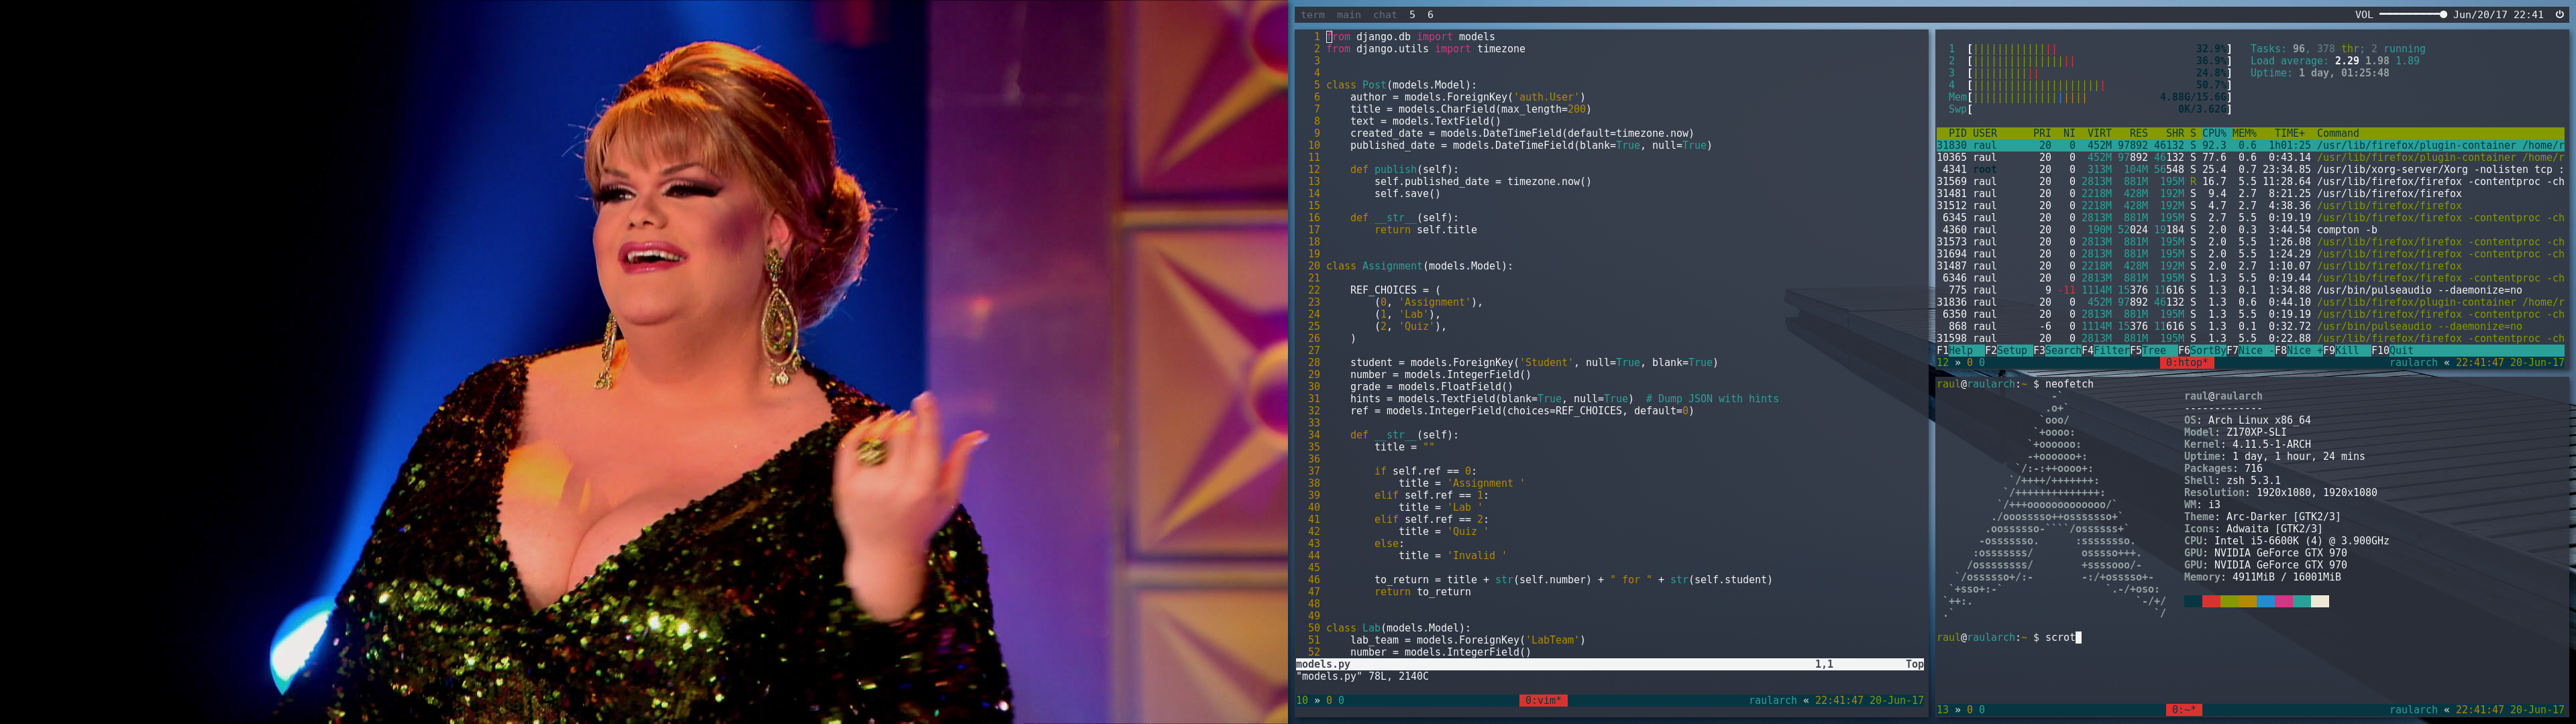 term main chat 5 6
VOL Jun/20/17 22:41
1 from django.db import models
2 from django.utils import timezone
3
4
5 class Post(models.Model):
6     author = models.ForeignKey('auth.User')
7     title = models.CharField(max_length=200)
8     text = models.TextField()
9     created_date = models.DateTimeField(default=timezone.now)
10     published_date = models.DateTimeField(blank=True, null=True)
11
12     def publish(self):
13         self.published_date = timezone.now()
14         self.save()
15
16     def __str__(self):
17         return self.title
18
19
20 class Assignment(models.Model):
21
22     REF_CHOICES = (
23         (0, 'Assignment'),
24         (1, 'Lab'),
25         (2, 'Quiz'),
26     )
27
28     student = models.ForeignKey('Student', null=True, blank=True)
29     number = models.IntegerField()
30     grade = models.FloatField()
31     hints = models.TextField(blank=True, null=True)  # Dump JSON with hints
32     ref = models.IntegerField(choices=REF_CHOICES, default=0)
33
34     def __str__(self):
35         title = ""
36
37         if self.ref == 0:
38             title = 'Assignment '
39         elif self.ref == 1:
40             title = 'Lab '
41         elif self.ref == 2:
42             title = 'Quiz '
43         else:
44             title = 'Invalid '
45
46         to_return = title + str(self.number) + " for " + str(self.student)
47         return to_return
48
49
50 class Lab(models.Model):
51     lab_team = models.ForeignKey('LabTeam')
52     number = models.IntegerField()
models.py 1,1 Top
"models.py" 78L, 2140C
10 » 0 0 0:vim* raularch « 22:41:47 20-Jun-17
1 [||||||||||||||| 32.9%] Tasks: 96, 378 thr; 2 running
2 [||||||||||||||||| 36.9%] Load average: 2.29 1.98 1.89
3 [||||||||||| 24.8%] Uptime: 1 day, 01:25:48
4 [|||||||||||||||||||||| 50.7%]
Mem[||||||||||||||||||| 4.88G/15.6G]
Swp[ 0K/3.62G]
PID USER PRI NI VIRT RES SHR S CPU% MEM% TIME+ Command
31830 raul 20 0 452M 97892 46132 S 92.3 0.6 1h01:25 /usr/lib/firefox/plugin-container /home/r
10365 raul 20 0 452M 97892 46132 S 77.6 0.6 0:43.14 /usr/lib/firefox/plugin-container /home/r
4341 root 20 0 313M 104M 56548 S 25.4 0.7 23:34.85 /usr/lib/xorg-server/Xorg -nolisten tcp :
31569 raul 20 0 2813M 881M 195M R 16.7 5.5 11:28.64 /usr/lib/firefox/firefox -contentproc -ch
31481 raul 20 0 2218M 428M 192M S 9.4 2.7 8:21.25 /usr/lib/firefox/firefox
31512 raul 20 0 2218M 428M 192M S 4.7 2.7 4:38.36 /usr/lib/firefox/firefox
6345 raul 20 0 2813M 881M 195M S 2.7 5.5 0:19.19 /usr/lib/firefox/firefox -contentproc -ch
4360 raul 20 0 190M 52024 19184 S 2.0 0.3 3:44.54 compton -b
31573 raul 20 0 2813M 881M 195M S 2.0 5.5 1:26.08 /usr/lib/firefox/firefox -contentproc -ch
31694 raul 20 0 2813M 881M 195M S 2.0 5.5 1:24.29 /usr/lib/firefox/firefox -contentproc -ch
31487 raul 20 0 2218M 428M 192M S 2.0 2.7 1:10.07 /usr/lib/firefox/firefox
6346 raul 20 0 2813M 881M 195M S 1.3 5.5 0:19.44 /usr/lib/firefox/firefox -contentproc -ch
775 raul 9 -11 1114M 15376 11616 S 1.3 0.1 1:34.88 /usr/bin/pulseaudio --daemonize=no
31836 raul 20 0 452M 97892 46132 S 1.3 0.6 0:44.10 /usr/lib/firefox/plugin-container /home/r
6350 raul 20 0 2813M 881M 195M S 1.3 5.5 0:19.19 /usr/lib/firefox/firefox -contentproc -ch
868 raul -6 0 1114M 15376 11616 S 1.3 0.1 0:32.72 /usr/bin/pulseaudio --daemonize=no
31598 raul 20 0 2813M 881M 195M S 1.3 5.5 0:22.88 /usr/lib/firefox/firefox -contentproc -ch
F1Help F2Setup F3SearchF4FilterF5Tree F6SortByF7Nice -F8Nice +F9Kill F10Quit
12 » 0 0 0:htop* raularch « 22:41:47 20-Jun-17
raul@raularch:~ $ neofetch
raul@raularch
-------------
OS: Arch Linux x86_64
Model: Z170XP-SLI
Kernel: 4.11.5-1-ARCH
Uptime: 1 day, 1 hour, 24 mins
Packages: 716
Shell: zsh 5.3.1
Resolution: 1920x1080, 1920x1080
WM: i3
Theme: Arc-Darker [GTK2/3]
Icons: Adwaita [GTK2/3]
CPU: Intel i5-6600K (4) @ 3.900GHz
GPU: NVIDIA GeForce GTX 970
GPU: NVIDIA GeForce GTX 970
Memory: 4911MiB / 16001MiB
raul@raularch:~ $ scrot
13 » 0 0 0:~* raularch « 22:41:47 20-Jun-17